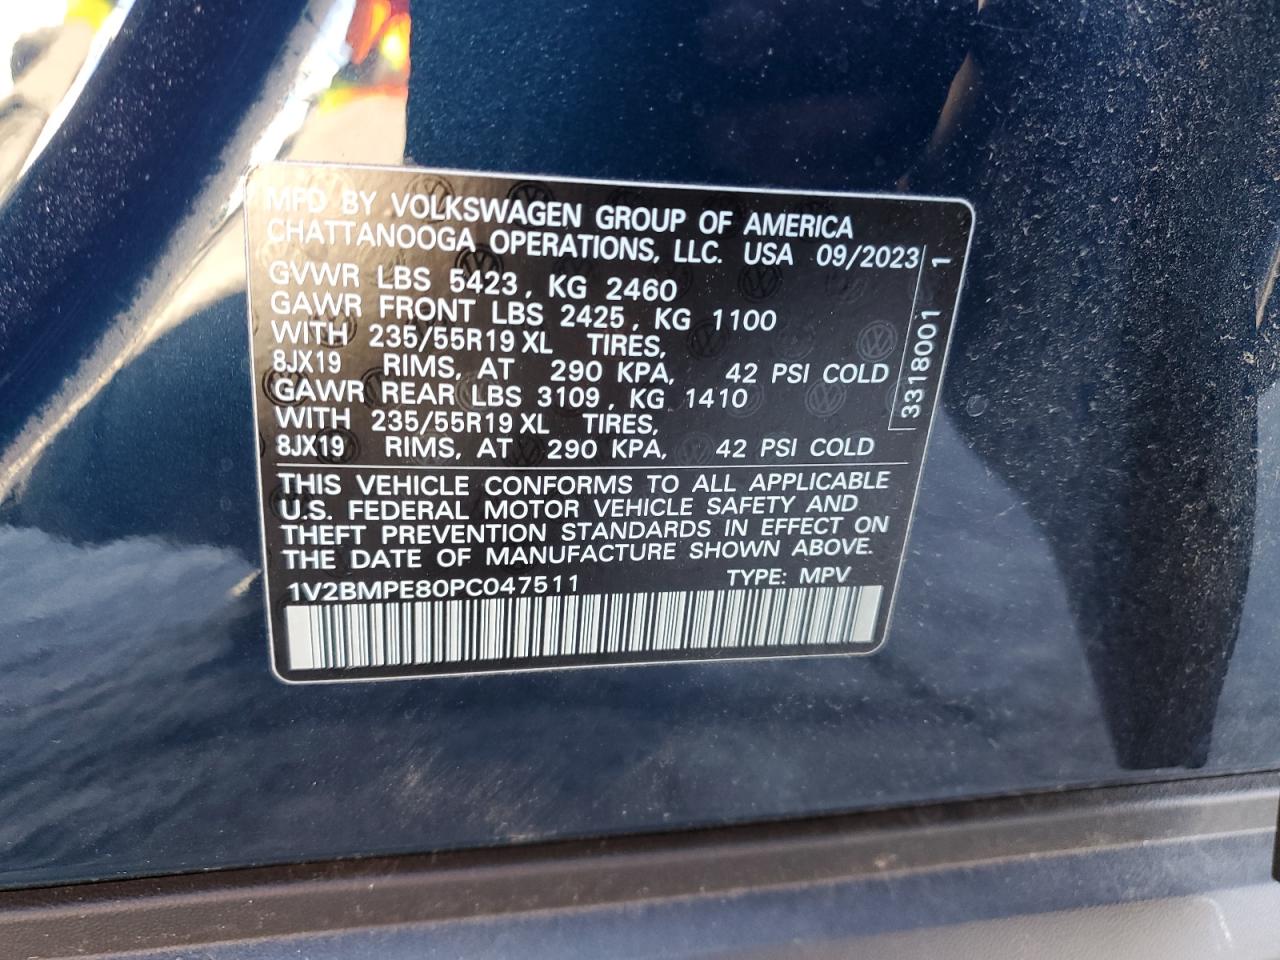 MFD BY VOLKSWAGEN GROUP OF AMERICA
CHATTANOOGA OPERATIONS, LLC. USA 09/2023
GVWR LBS 5423, KG 2460
GAWR FRONT LBS 2425, KG 1100
WITH 235/55R19 XL TIRES,
8JX19 RIMS, AT 290 KPA, 42 PSI COLD
GAWR REAR LBS 3109, KG 1410
WITH 235/55R19 XL TIRES,
8JX19 RIMS, AT 290 KPA, 42 PSI COLD
3318001 1
THIS VEHICLE CONFORMS TO ALL APPLICABLE
U.S. FEDERAL MOTOR VEHICLE SAFETY AND
THEFT PREVENTION STANDARDS IN EFFECT ON
THE DATE OF MANUFACTURE SHOWN ABOVE.
1V2BMPE80PC047511 TYPE: MPV